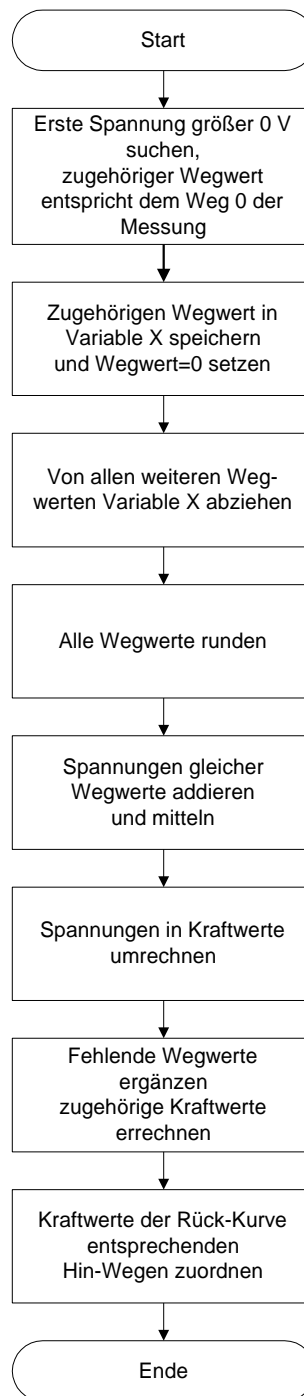 Start
Erste Spannung größer 0 V
suchen,
zugehöriger Wegwert
entspricht dem Weg 0 der
Messung
Zugehörigen Wegwert in
Variable X speichern
und Wegwert=0 setzen
Von allen weiteren Weg-
werten Variable X abziehen
Alle Wegwerte runden
Spannungen gleicher
Wegwerte addieren
und mitteln
Spannungen in Kraftwerte
umrechnen
Fehlende Wegwerte
ergänzen
zugehörige Kraftwerte
errechnen
Kraftwerte der Rück-Kurve
entsprechenden
Hin-Wegen zuordnen
Ende